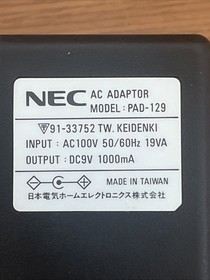 NEC AC ADAPTOR
MODEL: PAD-129
91-33752 TW. KEIDENKI
INPUT : AC100V 50/60Hz 19VA
OUTPUT : DC9V 1000mA
MADE IN TAIWAN
日本電気ホームエレクトロニクス株式会社